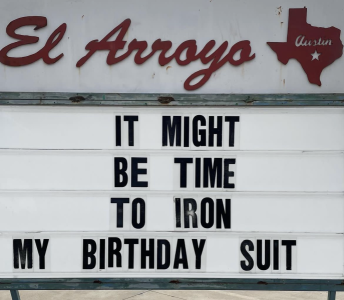 El Arroyo
Austin
IT MIGHT
BE TIME
TO IRON
MY BIRTHDAY SUIT